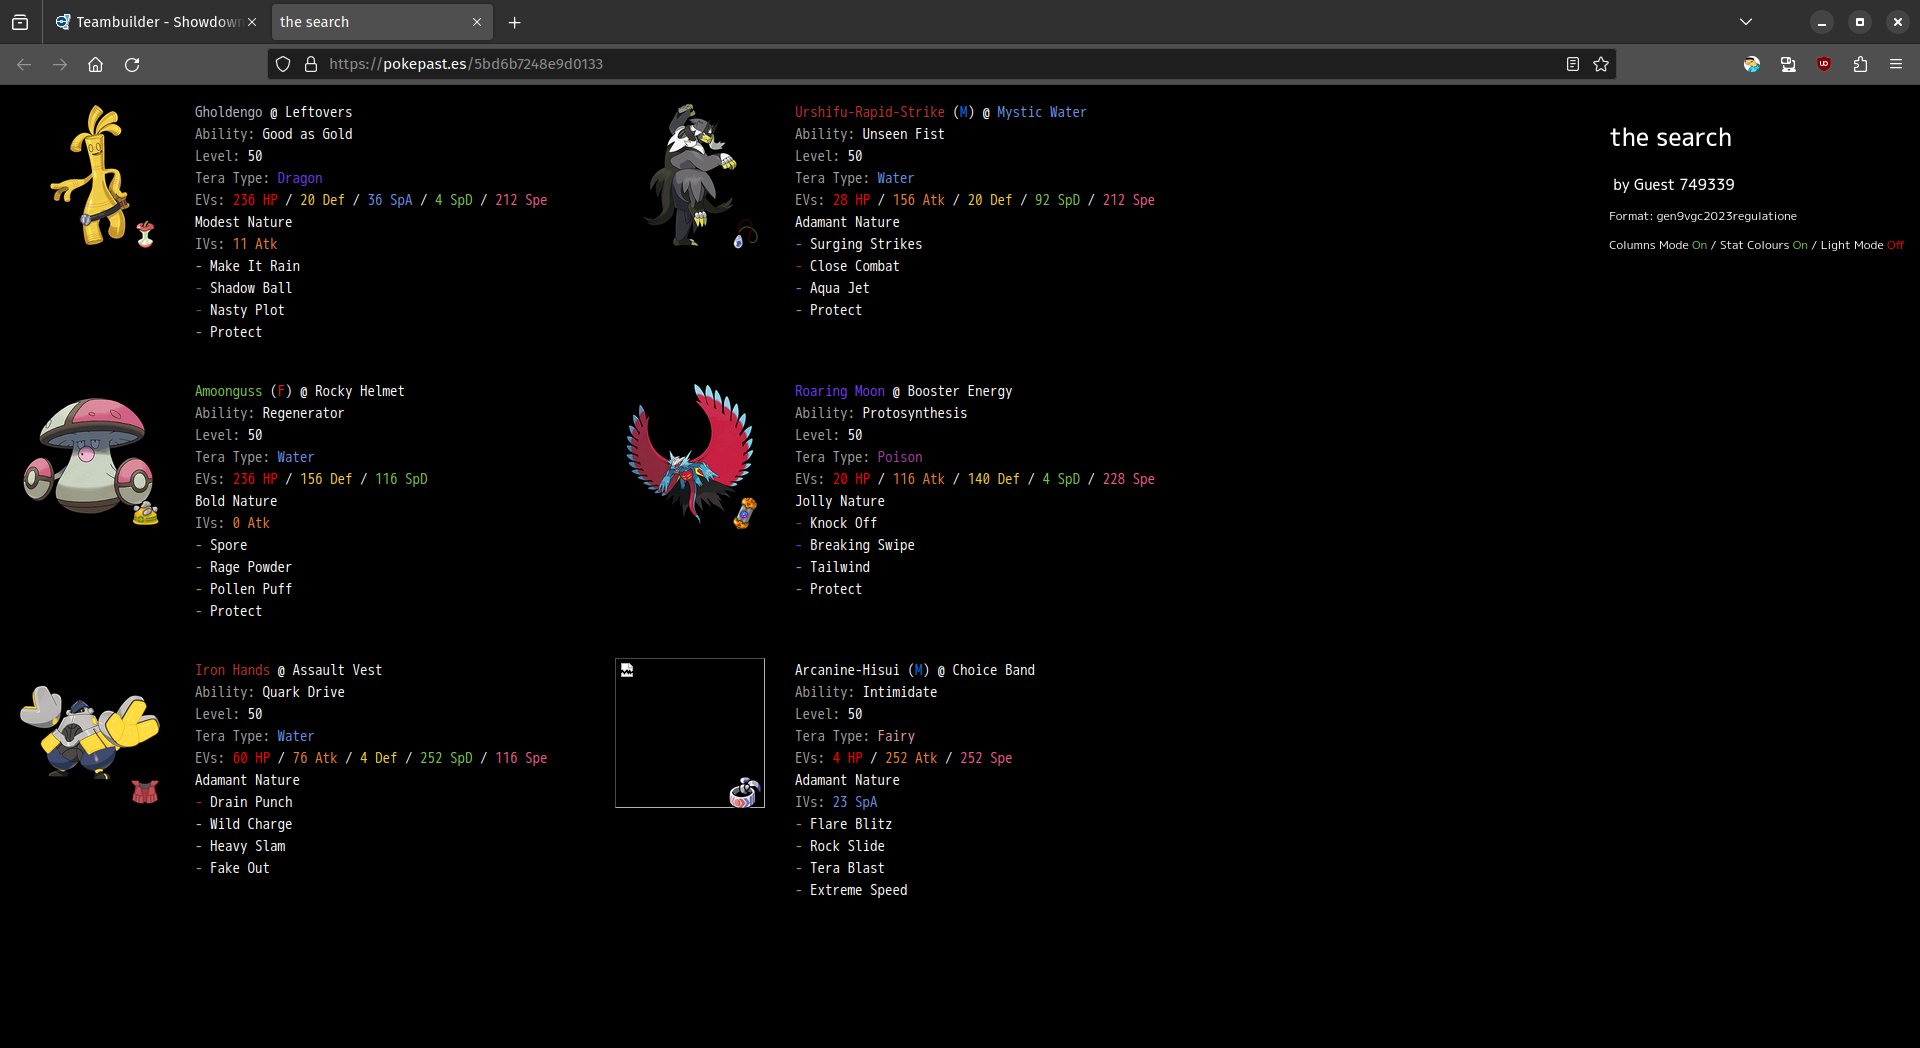 Teambuilder - Showdown
the search
https://pokepast.es/5bd6b7248e9d0133
Gholdengo @ Leftovers
Ability: Good as Gold
Level: 50
Tera Type: Dragon
EVs: 236 HP / 20 Def / 36 SpA / 4 SpD / 212 Spe
Modest Nature
IVs: 11 Atk
- Make It Rain
- Shadow Ball
- Nasty Plot
- Protect
Urshifu-Rapid-Strike (M) @ Mystic Water
Ability: Unseen Fist
Level: 50
Tera Type: Water
EVs: 28 HP / 156 Atk / 20 Def / 92 SpD / 212 Spe
Adamant Nature
- Surging Strikes
- Close Combat
- Aqua Jet
- Protect
Amoonguss (F) @ Rocky Helmet
Ability: Regenerator
Level: 50
Tera Type: Water
EVs: 236 HP / 156 Def / 116 SpD
Bold Nature
IVs: 0 Atk
- Spore
- Rage Powder
- Pollen Puff
- Protect
Roaring Moon @ Booster Energy
Ability: Protosynthesis
Level: 50
Tera Type: Poison
EVs: 20 HP / 116 Atk / 140 Def / 4 SpD / 228 Spe
Jolly Nature
- Knock Off
- Breaking Swipe
- Tailwind
- Protect
Iron Hands @ Assault Vest
Ability: Quark Drive
Level: 50
Tera Type: Water
EVs: 60 HP / 76 Atk / 4 Def / 252 SpD / 116 Spe
Adamant Nature
- Drain Punch
- Wild Charge
- Heavy Slam
- Fake Out
Arcanine-Hisui (M) @ Choice Band
Ability: Intimidate
Level: 50
Tera Type: Fairy
EVs: 4 HP / 252 Atk / 252 Spe
Adamant Nature
IVs: 23 SpA
- Flare Blitz
- Rock Slide
- Tera Blast
- Extreme Speed
the search
by Guest 749339
Format: gen9vgc2023regulatione
Columns Mode On / Stat Colours On / Light Mode Off